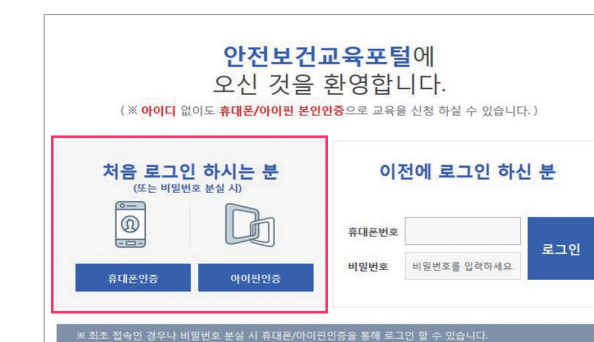 안전보건교육포털에
오신 것을 환영합니다.
(※ 아이디 없이도 휴대폰/아이핀 본인인증으로 교육을 신청 하실 수 있습니다.)
처음 로그인 하시는 분
(또는 비밀번호 분실 시)
휴대폰인증
아이핀인증
이전에 로그인 하신 분
휴대폰번호
비밀번호
비밀번호를 입력하세요
로그인
※ 최초 접속인 경우나 비밀번호 분실 시 휴대폰/아이핀인증을 통해 로그인 할 수 있습니다.